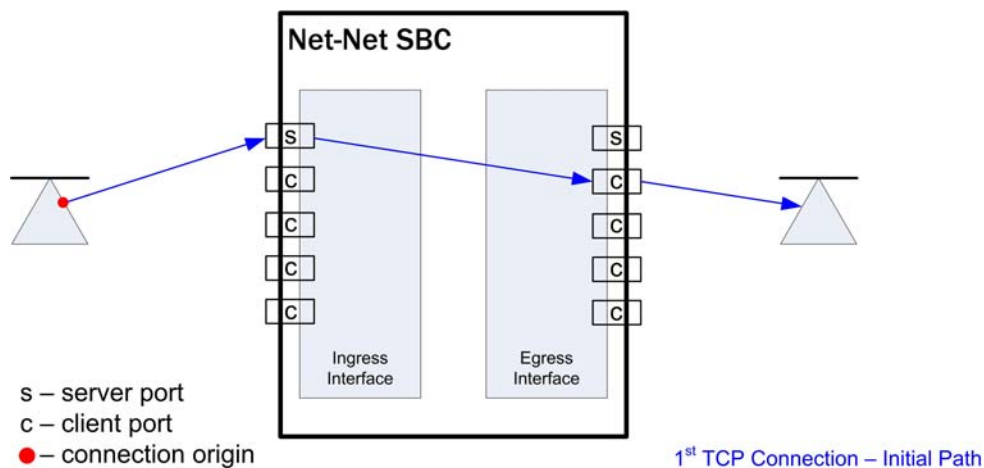 Net-Net SBC
s
c
c
c
c
s
c
c
c
c
Ingress
Interface
Egress
Interface
s – server port
c – client port
– connection origin
1st TCP Connection – Initial Path